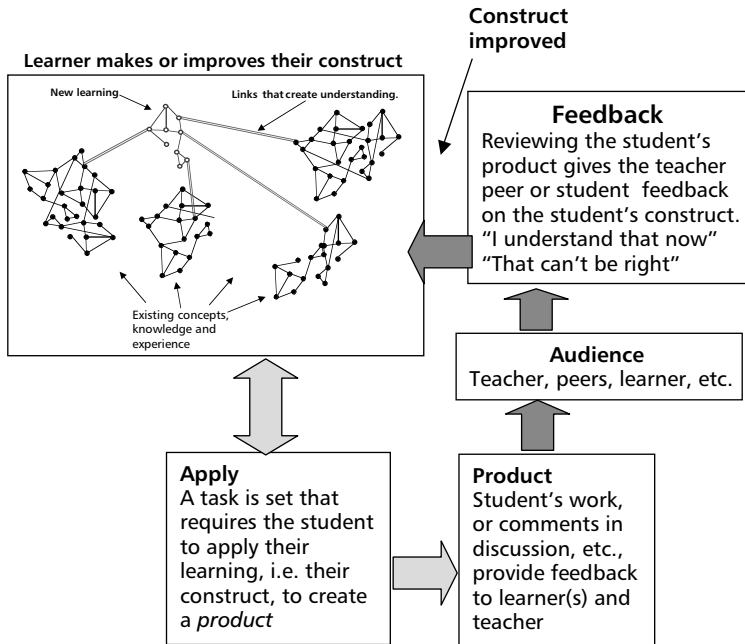 Construct
improved
Learner makes or improves their construct
New learning
Links that create understanding.
Existing concepts,
knowledge and
experience
Feedback
Reviewing the student’s
product gives the teacher
peer or student feedback
on the student’s construct.
“I understand that now”
“That can’t be right”
Audience
Teacher, peers, learner, etc.
Apply
A task is set that
requires the student
to apply their
learning, i.e. their
construct, to create
a product
Product
Student’s work,
or comments in
discussion, etc.,
provide feedback
to learner(s) and
teacher